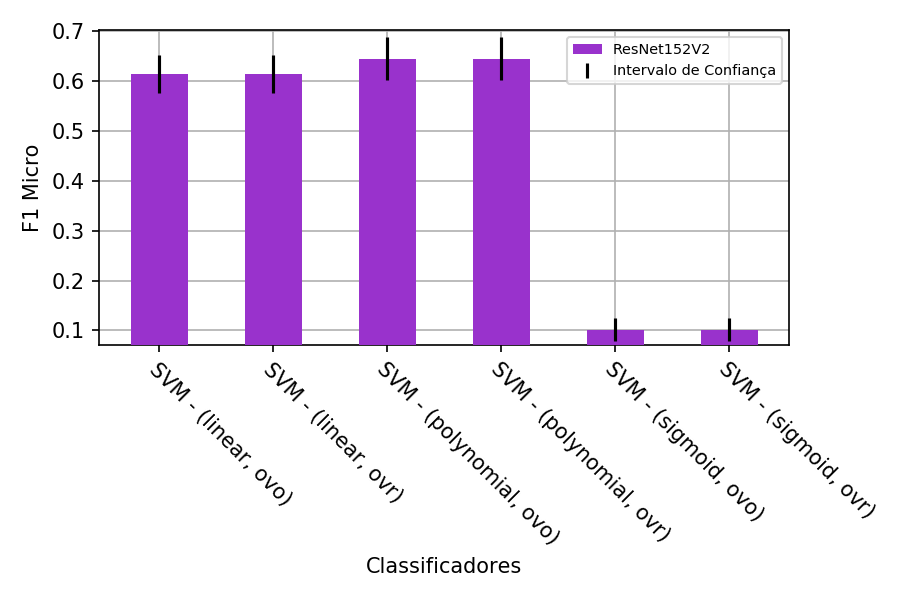 0.7
0.6
0.5
0.4
0.3
0.2
0.1
F1 Micro
ResNet152V2
Intervalo de Confiança
SVM - (linear, ovo)
SVM - (linear, ovr)
SVM - (polynomial, ovo)
SVM - (polynomial, ovr)
SVM - (sigmoid, ovo)
SVM - (sigmoid, ovr)
Classificadores